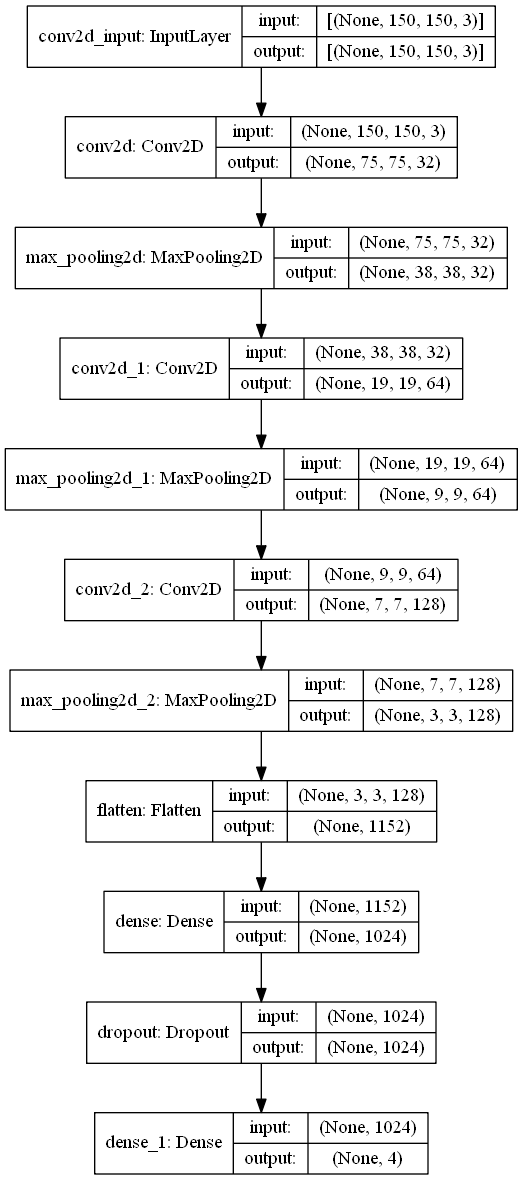 conv2d_input: InputLayer
input:
[(None, 150, 150, 3)]
output:
[(None, 150, 150, 3)]
conv2d: Conv2D
input:
(None, 150, 150, 3)
output:
(None, 75, 75, 32)
max_pooling2d: MaxPooling2D
input:
(None, 75, 75, 32)
output:
(None, 38, 38, 32)
conv2d_1: Conv2D
input:
(None, 38, 38, 32)
output:
(None, 19, 19, 64)
max_pooling2d_1: MaxPooling2D
input:
(None, 19, 19, 64)
output:
(None, 9, 9, 64)
conv2d_2: Conv2D
input:
(None, 9, 9, 64)
output:
(None, 7, 7, 128)
max_pooling2d_2: MaxPooling2D
input:
(None, 7, 7, 128)
output:
(None, 3, 3, 128)
flatten: Flatten
input:
(None, 3, 3, 128)
output:
(None, 1152)
dense: Dense
input:
(None, 1152)
output:
(None, 1024)
dropout: Dropout
input:
(None, 1024)
output:
(None, 1024)
dense_1: Dense
input:
(None, 1024)
output:
(None, 4)